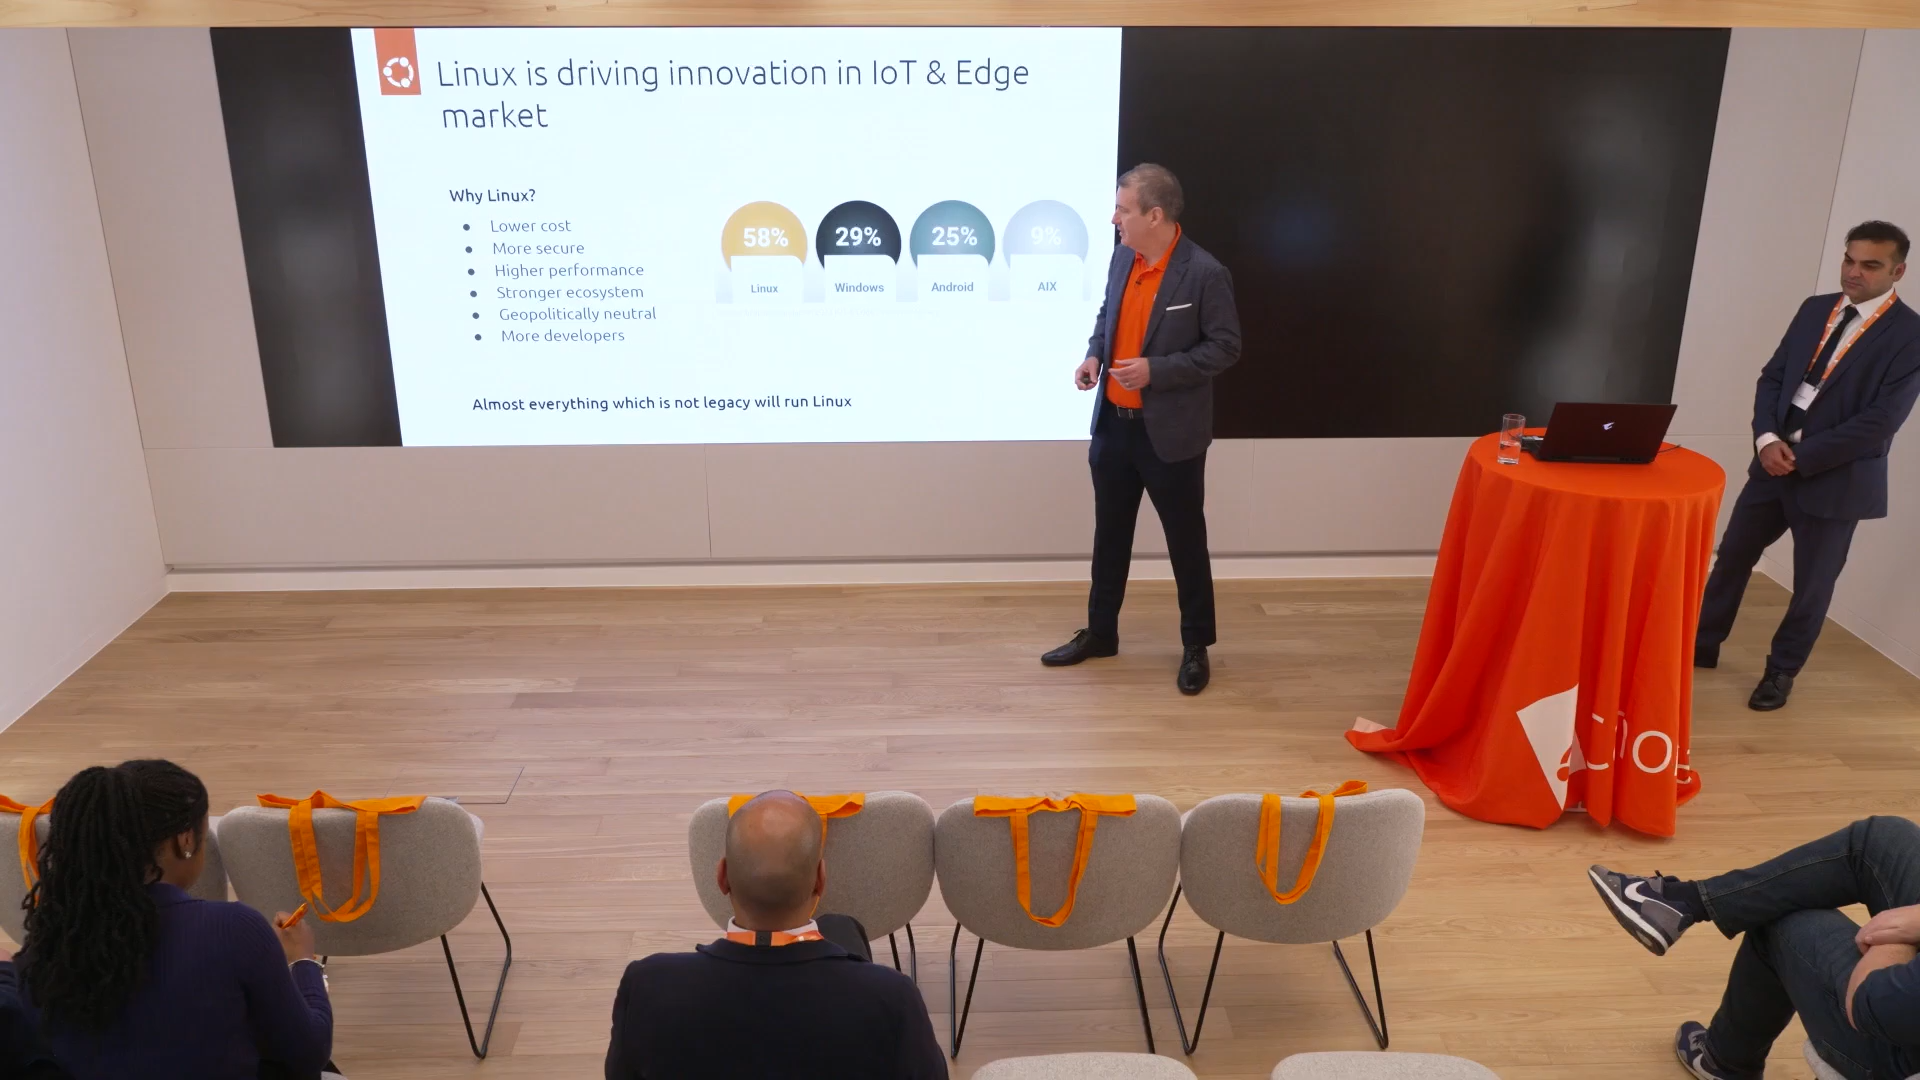 Linux is driving innovation in IoT & Edge
market
Why Linux?
Lower cost
More secure
Higher performance
Stronger ecosystem
Geopolitically neutral
More developers
58%
29%
25%
9%
Linux
Windows
Android
AIX
Almost everything which is not legacy will run Linux